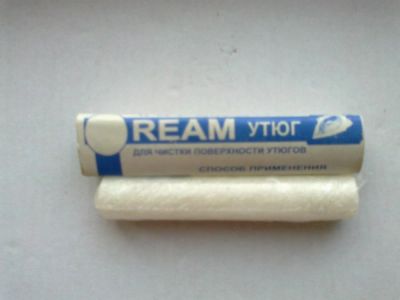 REAM УТЮГ
ДЛЯ ЧИСТКИ ПОВЕРХНОСТИ УТЮГОВ
СПОСОБ ПРИМЕНЕНИЯ